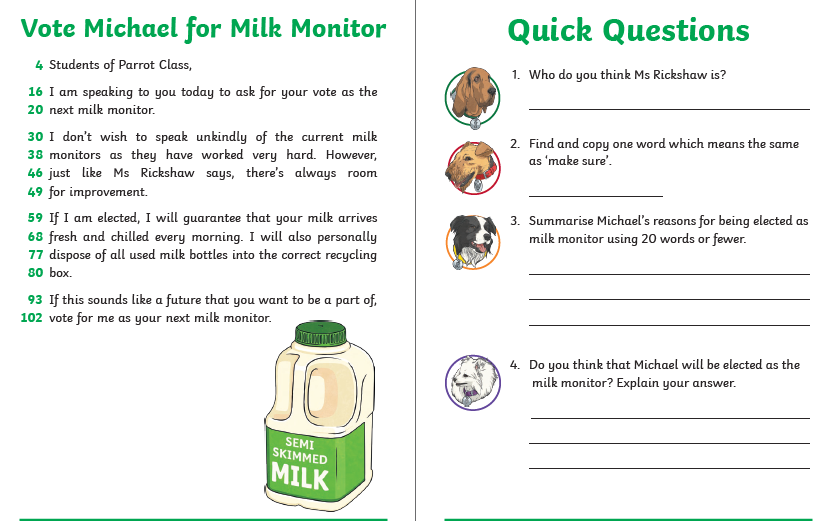 Vote Michael for Milk Monitor
4 Students of Parrot Class,
16 I am speaking to you today to ask for your vote as the
20 next milk monitor.
30 I don't wish to speak unkindly of the current milk
38 monitors as they have worked very hard. However,
46 just like Ms Rickshaw says, there's always room
49 for improvement.
59 If I am elected, I will guarantee that your milk arrives
68 fresh and chilled every morning. I will also personally
77 dispose of all used milk bottles into the correct recycling
80 box.
93 If this sounds like a future that you want to be a part of,
102 vote for me as your next milk monitor.
SEMI
SKIMMED
MILK
Quick Questions
1. Who do you think Ms Rickshaw is?
2. Find and copy one word which means the same
as 'make sure'.
3. Summarise Michael's reasons for being elected as
milk monitor using 20 words or fewer.
4. Do you think that Michael will be elected as the
milk monitor? Explain your answer.